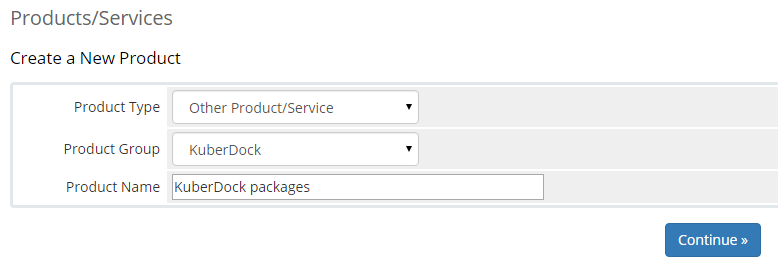 Products/Services
Create a New Product
Product Type Other Product/Service
Product Group KuberDock
Product Name KuberDock packages
Continue »